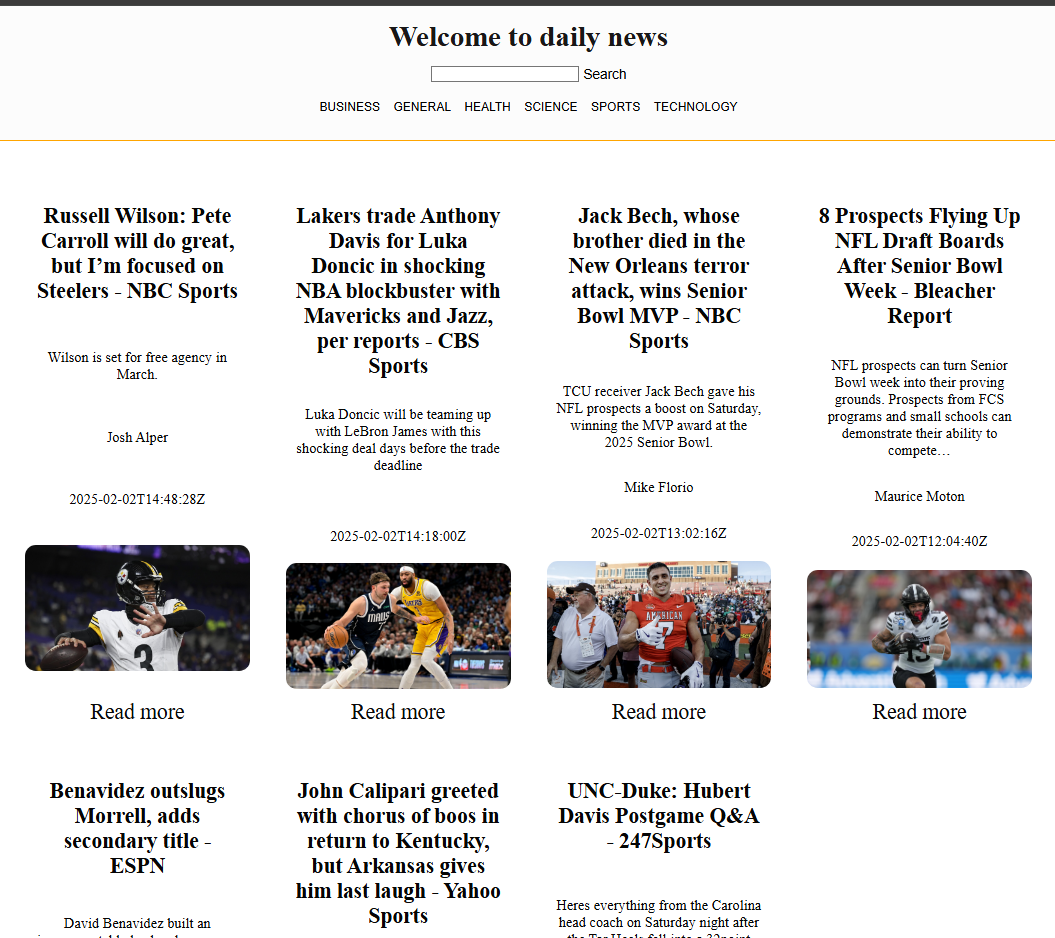 Welcome to daily news
Search
BUSINESS GENERAL HEALTH SCIENCE SPORTS TECHNOLOGY
Russell Wilson: Pete
Carroll will do great,
but I’m focused on
Steelers - NBC Sports
Wilson is set for free agency in
March.
Josh Alper
2025-02-02T14:48:28Z
3
Read more
Lakers trade Anthony
Davis for Luka
Doncic in shocking
NBA blockbuster with
Mavericks and Jazz,
per reports - CBS
Sports
Luka Doncic will be teaming up
with LeBron James with this
shocking deal days before the trade
deadline
2025-02-02T14:18:00Z
MAVS
Read more
Jack Bech, whose
brother died in the
New Orleans terror
attack, wins Senior
Bowl MVP - NBC
Sports
TCU receiver Jack Bech gave his
NFL prospects a boost on Saturday,
winning the MVP award at the
2025 Senior Bowl.
Mike Florio
2025-02-02T13:02:16Z
AMERICAN
7
Read more
8 Prospects Flying Up
NFL Draft Boards
After Senior Bowl
Week - Bleacher
Report
NFL prospects can turn Senior
Bowl week into their proving
grounds. Prospects from FCS
programs and small schools can
demonstrate their ability to
compete…
Maurice Moton
2025-02-02T12:04:40Z
Read more
Benavidez outslugs
Morrell, adds
secondary title -
ESPN
David Benavidez built an
John Calipari greeted
with chorus of boos in
return to Kentucky,
but Arkansas gives
him last laugh - Yahoo
Sports
UNC-Duke: Hubert
Davis Postgame Q&A
- 247Sports
Heres everything from the Carolina
head coach on Saturday night after